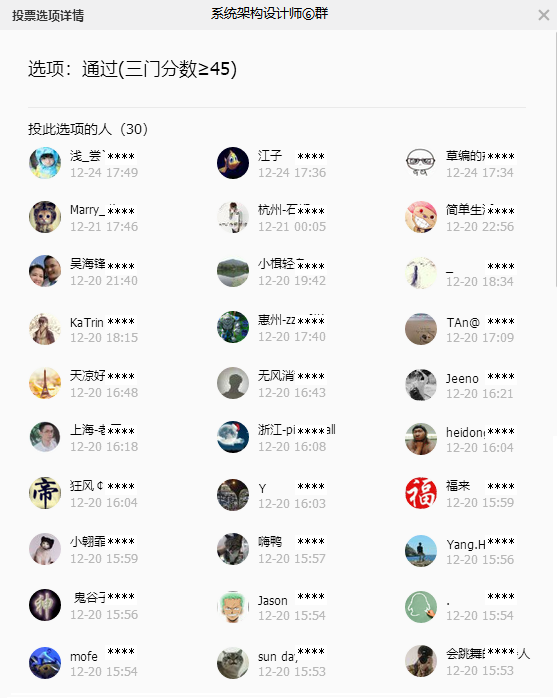 投票选项详情
系统架构设计师⑥群
选项：通过(三门分数≥45)
投此选项的人（30）
浅_尝**** 江子 **** 草编的****
12-24 17:49 12-24 17:36 12-24 17:34
Marry_**** 杭州-石**** 简单生活****
12-21 17:46 12-21 00:05 12-20 22:56
吴海锋**** 小惧轻**** _ ****
12-20 21:40 12-20 19:42 12-20 18:34
KaTrin**** 惠州-zz**** TAn@ ****
12-20 18:15 12-20 17:40 12-20 17:09
天凉好**** 无风消**** Jeeno ****
12-20 16:48 12-20 16:43 12-20 16:21
上海-**** 浙江-p****all heidong****
12-20 16:18 12-20 16:08 12-20 16:04
狂风¢**** Y **** 福来 ****
12-20 16:04 12-20 16:03 12-20 15:59
小翱霏**** 嗨鸭 **** Yang.H****
12-20 15:59 12-20 15:57 12-20 15:56
鬼谷子**** Jason **** . ****
12-20 15:56 12-20 15:54 12-20 15:54
mofe **** sun day**** 会跳舞的****人
12-20 15:54 12-20 15:53 12-20 15:53